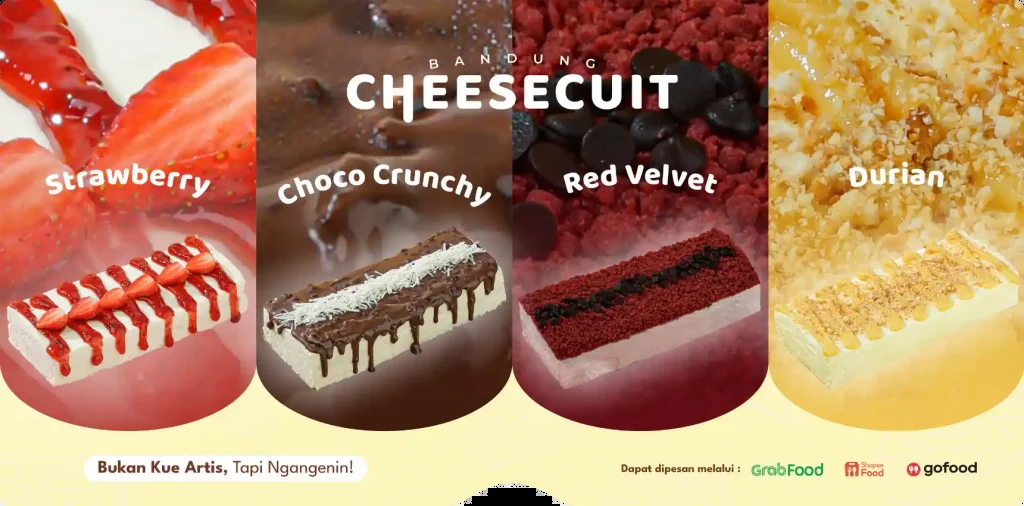 BANDUNG
CHEESECUIT
Strawberry
Choco Crunchy
Red Velvet
Durian
Bukan Kue Artis, Tapi Ngangenin!
Dapat dipesan melalui :
GrabFood
Shopee
Food
gofood